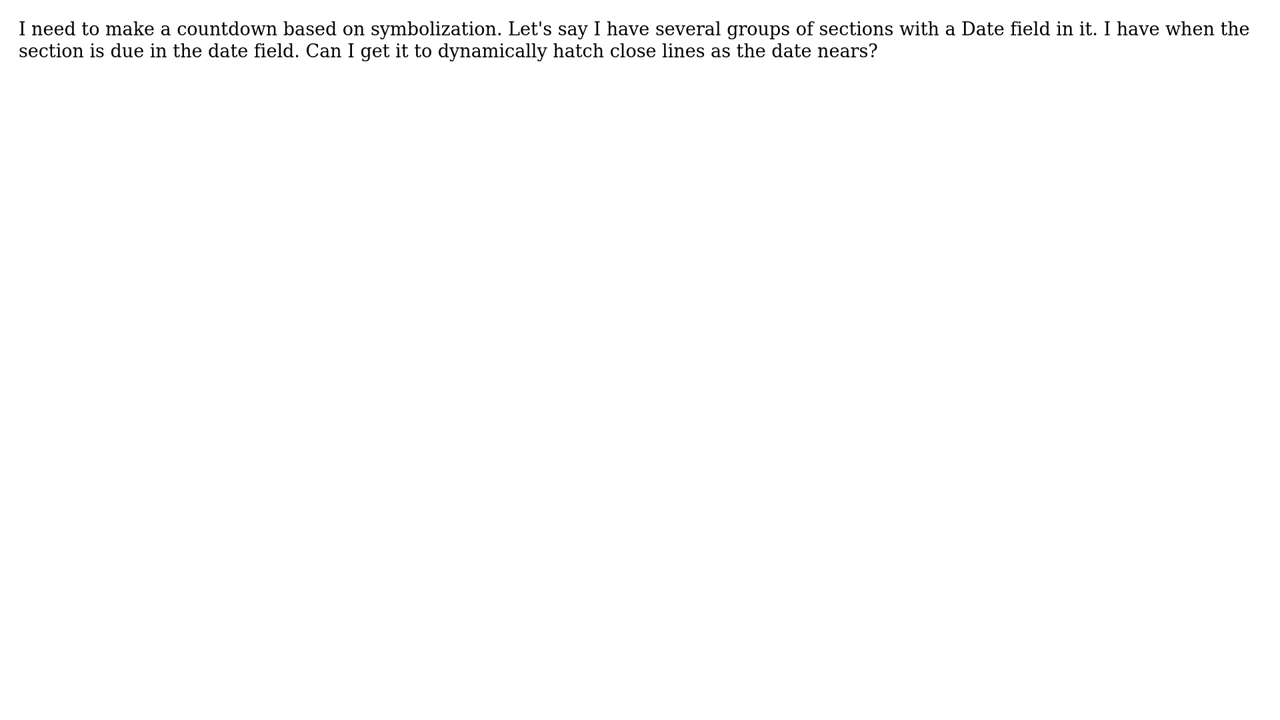 I need to make a countdown based on symbolization. Let's say I have several groups of sections with a Date field in it. I have when the
section is due in the date field. Can I get it to dynamically hatch close lines as the date nears?